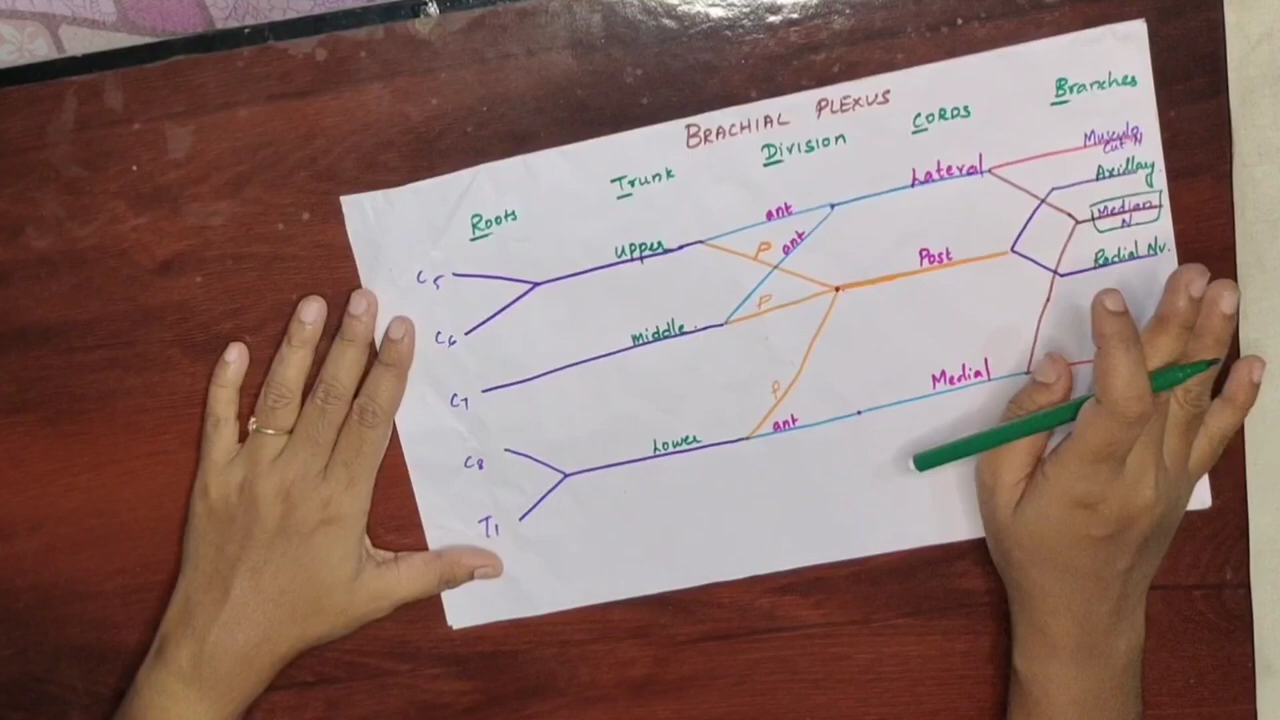 BRACHIAL PLEXUS
Roots Trunk Division CORDS Branches
C5
C6
C7
C8
T1
Upper
Middle
Lower
ant
P
ant
P
P
ant
Lateral
Post
Medial
Musculo
Cut N
Axillary
Median
N
Radial Nv.